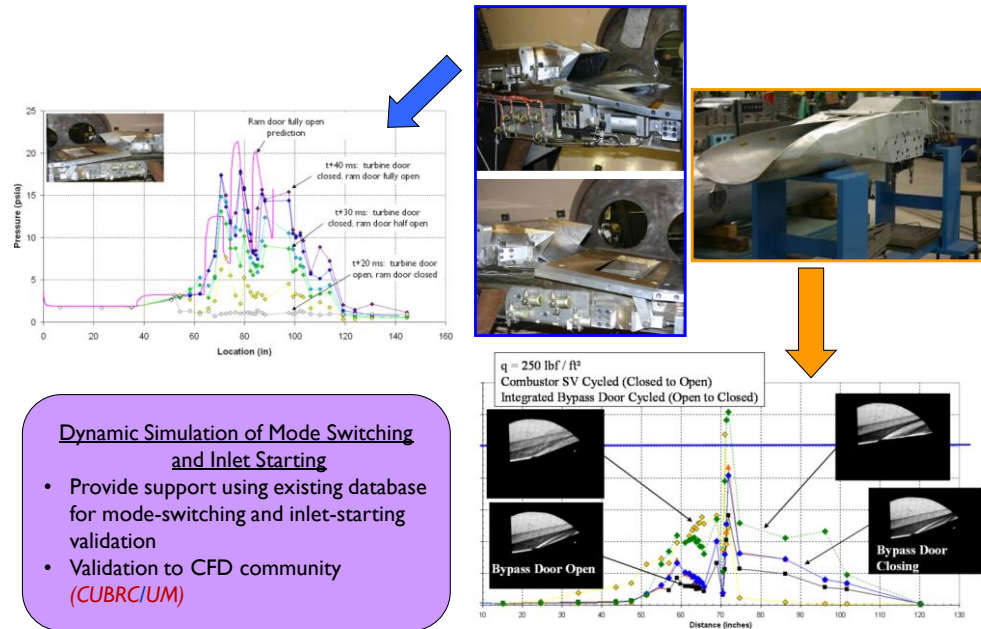 25
20
15
10
5
0
Pressure (psia)
0 20 40 60 80 100 120 140 160
Location (in)
Ram door fully open
prediction
t+40 ms: turbine door
closed, ram door fully open
t+30 ms: turbine door
closed, ram door half open
t+20 ms: turbine door
open, ram door closed
Dynamic Simulation of Mode Switching
and Inlet Starting
• Provide support using existing database
for mode-switching and inlet-starting
validation
• Validation to CFD community
(CUBRC/UM)
q = 250 lbf / ft²
Combustor SV Cycled (Closed to Open)
Integrated Bypass Door Cycled (Open to Closed)
Bypass Door Open
Bypass Door
Closing
10 20 30 40 50 60 70 80 90 100 110 120 130
Distance (inches)